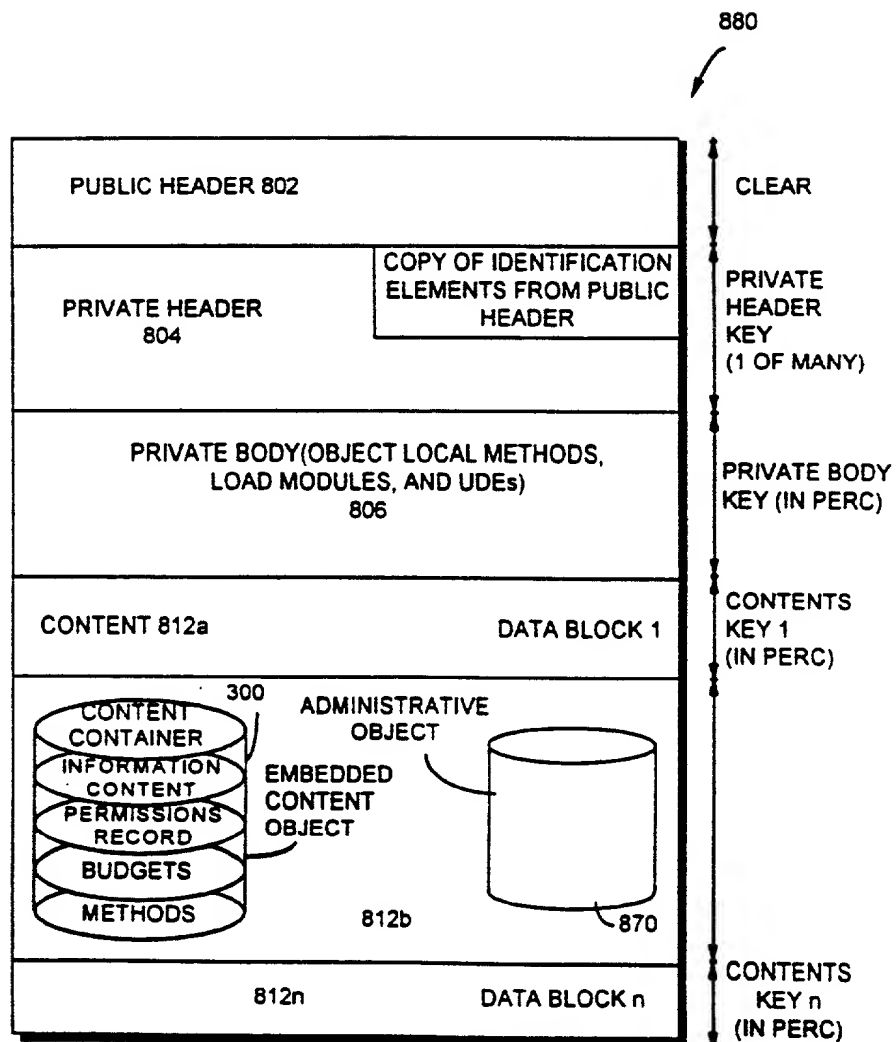 880
PUBLIC HEADER 802
CLEAR
COPY OF IDENTIFICATION
ELEMENTS FROM PUBLIC
HEADER
PRIVATE HEADER
804
PRIVATE
HEADER
KEY
(1 OF MANY)
PRIVATE BODY(OBJECT LOCAL METHODS,
LOAD MODULES, AND UDEs)
806
PRIVATE BODY
KEY (IN PERC)
CONTENT 812a
DATA BLOCK 1
CONTENTS
KEY 1
(IN PERC)
300
CONTENT
CONTAINER
INFORMATION
CONTENT
PERMISSIONS
RECORD
BUDGETS
METHODS
EMBEDDED
CONTENT
OBJECT
ADMINISTRATIVE
OBJECT
812b
870
812n
DATA BLOCK n
CONTENTS
KEY n
(IN PERC)